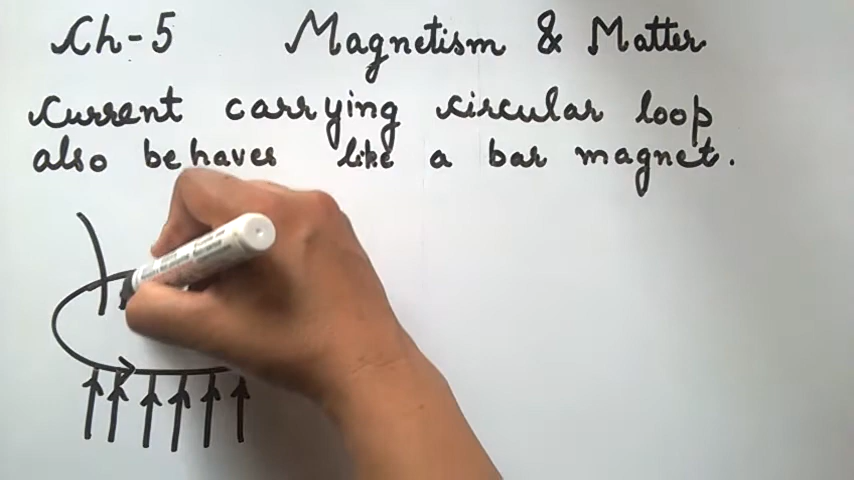 Ch-5 Magnetism & Matter
Current carrying circular loop
also behaves like a bar magnet.